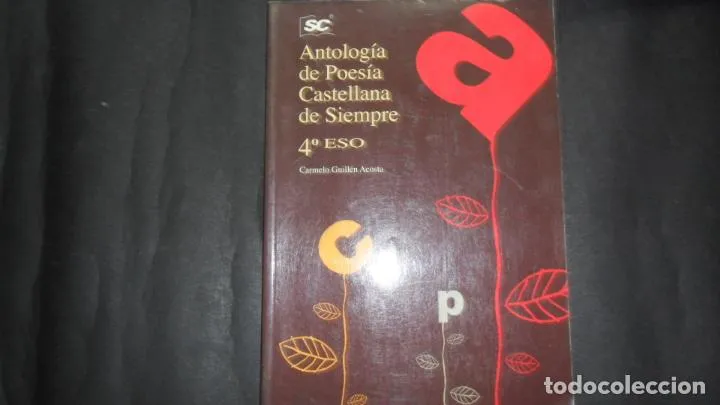 SC
Antología
de Poesía
Castellana
de Siempre
4º ESO
Carmelo Guillén Acosta
a
c
p
todocoleccion